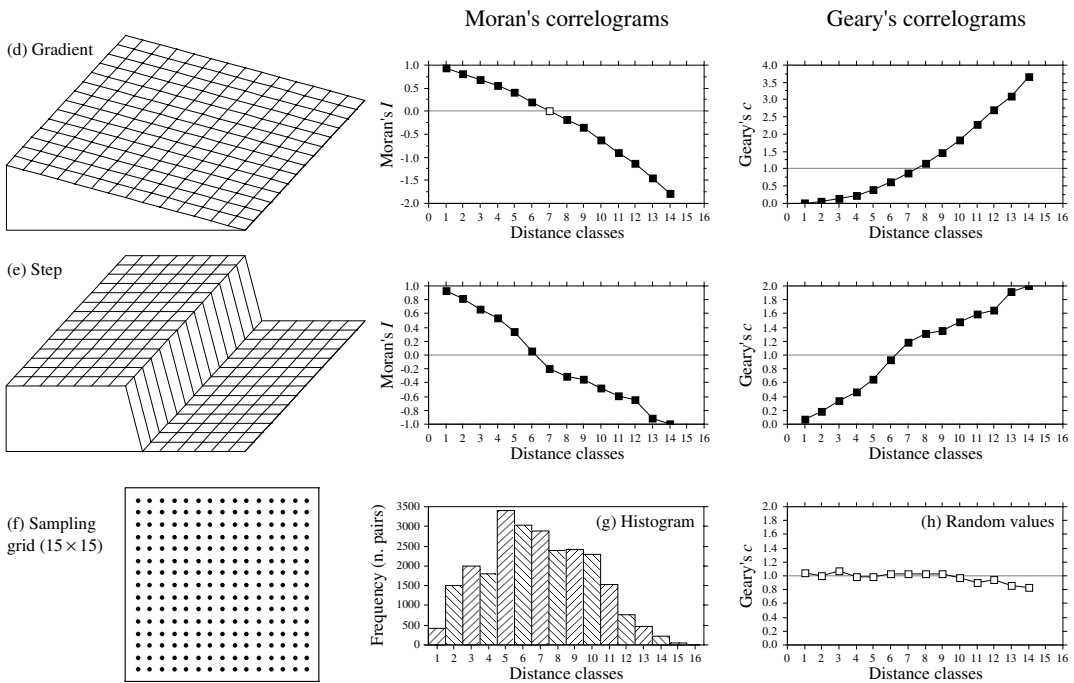 Moran's correlograms
Geary's correlograms
(d) Gradient
Moran's I
1.0
0.5
0.0
-0.5
-1.0
-1.5
-2.0
0 1 2 3 4 5 6 7 8 9 10 11 12 13 14 15 16
Distance classes
Geary's c
4.0
3.5
3.0
2.5
2.0
1.0
0.5
0.0
0 1 2 3 4 5 6 7 8 9 10 11 12 13 14 15 16
Distance classes
(e) Step
Moran's I
1.0
0.8
0.6
0.4
0.2
0.0
-0.2
-0.4
-0.6
-0.8
-1.0
0 1 2 3 4 5 6 7 8 9 10 11 12 13 14 15 16
Distance classes
Geary's c
2.0
1.8
1.6
1.4
1.2
1.0
0.8
0.6
0.4
0.2
0.0
0 1 2 3 4 5 6 7 8 9 10 11 12 13 14 15 16
Distance classes
(f) Sampling
grid (15 × 15)
(g) Histogram
Frequency (n. pairs)
3500
3000
2500
2000
1500
1000
500
0
1 2 3 4 5 6 7 8 9 10 11 12 13 14 15 16
Distance classes
(h) Random values
Geary's c
2.0
1.8
1.6
1.4
1.2
1.0
0.8
0.6
0.4
0.2
0.0
0 1 2 3 4 5 6 7 8 9 10 11 12 13 14 15 16
Distance classes